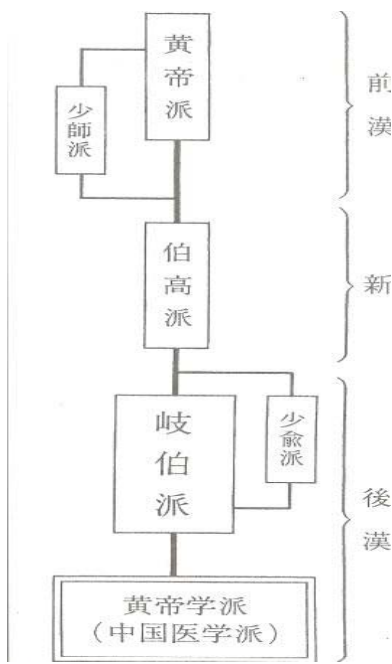 黄帝派
少師派
前漢
伯高派
新
岐伯派
少兪派
後漢
黄帝学派
（中国医学派）